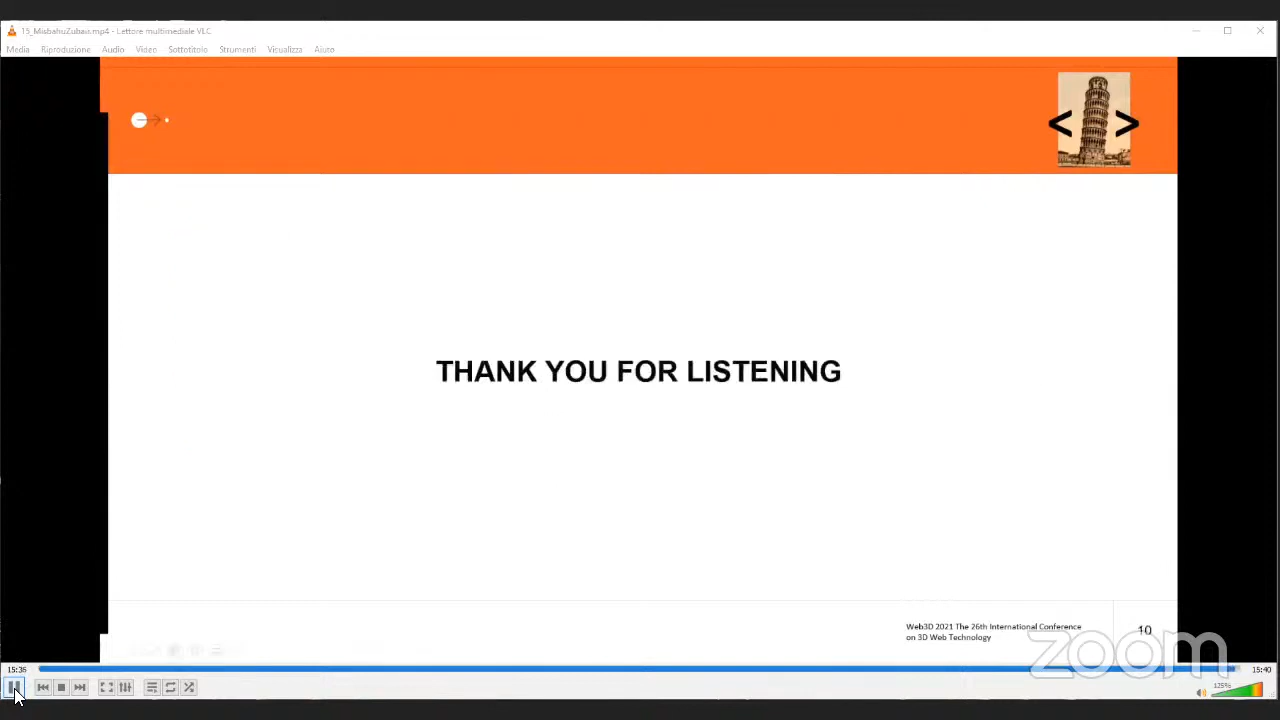 15_MisbahuZubair.mp4 - Lettore multimediale VLC
Media Riproduzione Audio Video Sottotitolo Strumenti Visualizza Aiuto
< >
THANK YOU FOR LISTENING
Web3D 2021 The 26th International Conference
on 3D Web Technology
10
zoom
15:36
15:40
125%